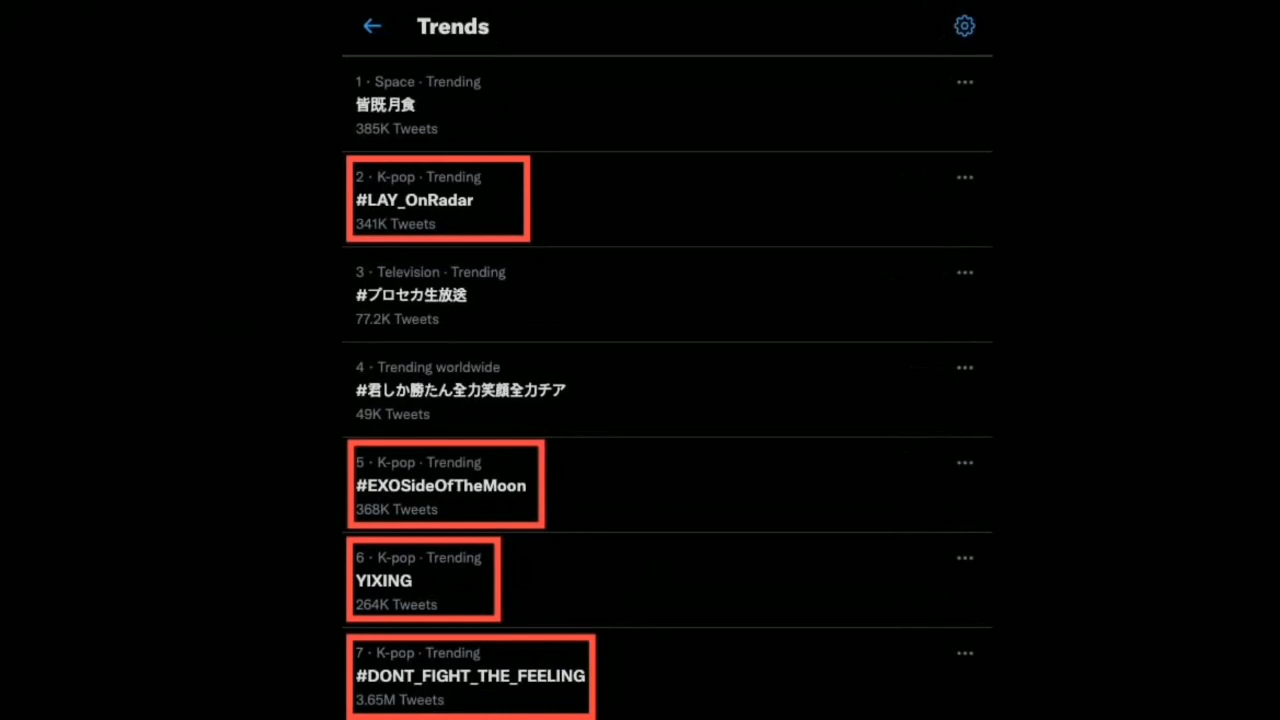 Trends
1 · Space · Trending
皆既月食
385K Tweets
2 · K-pop · Trending
#LAY_OnRadar
341K Tweets
3 · Television · Trending
#プロセカ生放送
77.2K Tweets
4 · Trending worldwide
#君しか勝たん全力笑顔全力チア
49K Tweets
5 · K-pop · Trending
#EXOSideOfTheMoon
368K Tweets
6 · K-pop · Trending
YIXING
264K Tweets
7 · K-pop · Trending
#DONT_FIGHT_THE_FEELING
3.65M Tweets